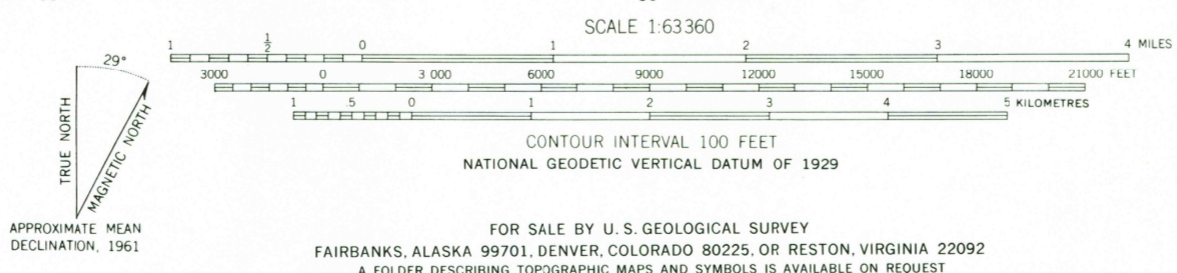 SCALE 1:63360
1 1/2 0 1 2 3 4 MILES
3000 0 3 000 6000 9000 12000 15000 18000 21000 FEET
1 .5 0 1 2 3 4 5 KILOMETRES
29°
TRUE NORTH
MAGNETIC NORTH
APPROXIMATE MEAN
DECLINATION, 1961
CONTOUR INTERVAL 100 FEET
NATIONAL GEODETIC VERTICAL DATUM OF 1929
FOR SALE BY U. S. GEOLOGICAL SURVEY
FAIRBANKS, ALASKA 99701, DENVER, COLORADO 80225, OR RESTON, VIRGINIA 22092
A FOLDER DESCRIBING TOPOGRAPHIC MAPS AND SYMBOLS IS AVAILABLE ON REQUEST